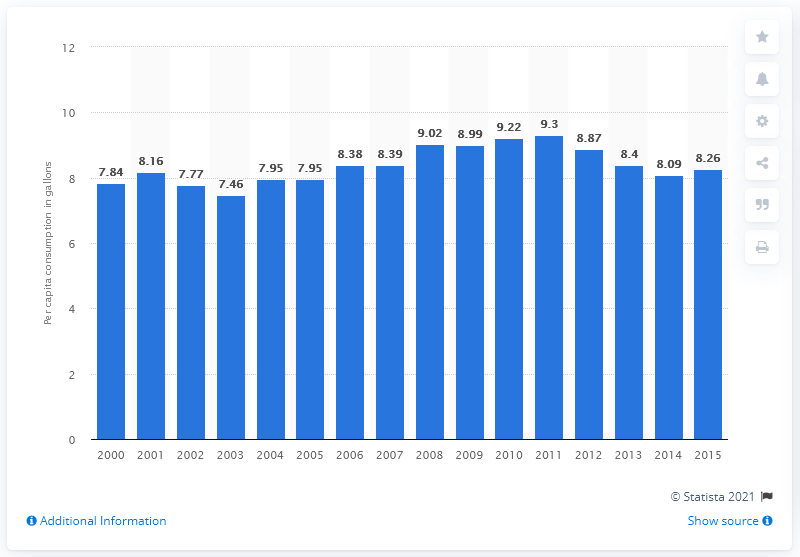 12
10
8
6
4
2
0
Per capita consumption in gallons
7.84 8.16 7.77 7.46 7.95 7.95 8.38 8.39 9.02 8.99 9.22 9.3 8.87 8.4 8.09 8.26
2000 2001 2002 2003 2004 2005 2006 2007 2008 2009 2010 2011 2012 2013 2014 2015
© Statista 2021
Additional Information Show source